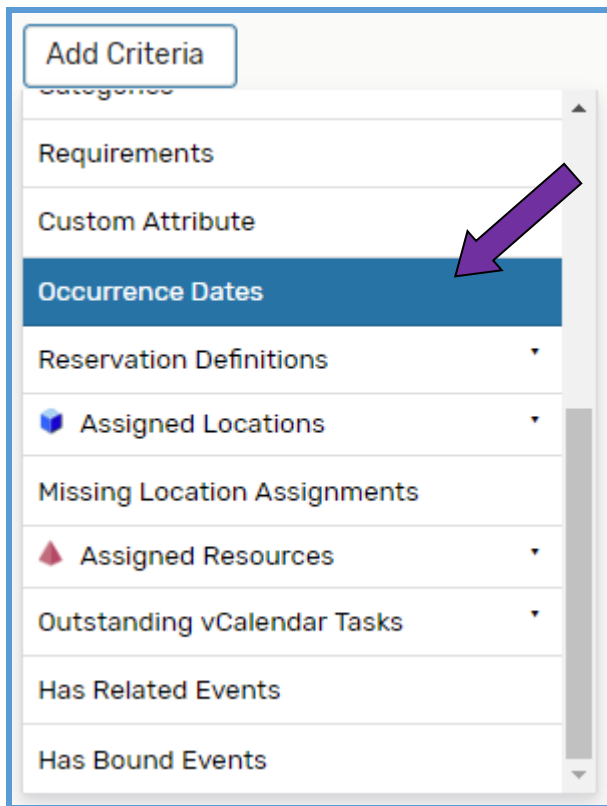 Add Criteria
Categories
Requirements
Custom Attribute
Occurrence Dates
Reservation Definitions
Assigned Locations
Missing Location Assignments
Assigned Resources
Outstanding vCalendar Tasks
Has Related Events
Has Bound Events